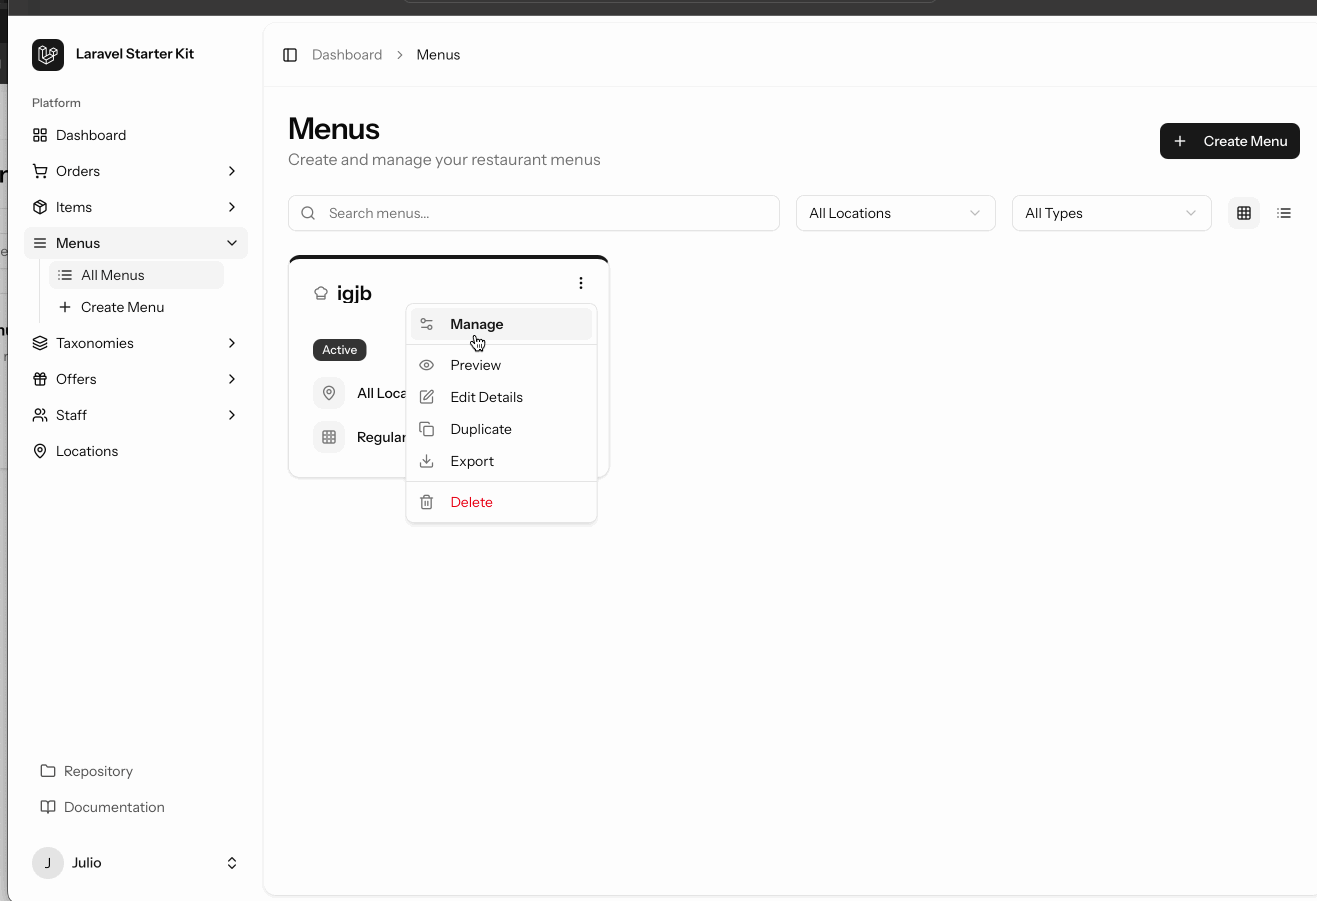 Laravel Starter Kit
Platform
Dashboard
Orders
Items
Menus
All Menus
Create Menu
Taxonomies
Offers
Staff
Locations
Repository
Documentation
J
Julio
Dashboard > Menus
Menus
Create and manage your restaurant menus
Create Menu
Search menus...
All Locations
All Types
igjb
Active
All Loca
Regular
Manage
Preview
Edit Details
Duplicate
Export
Delete